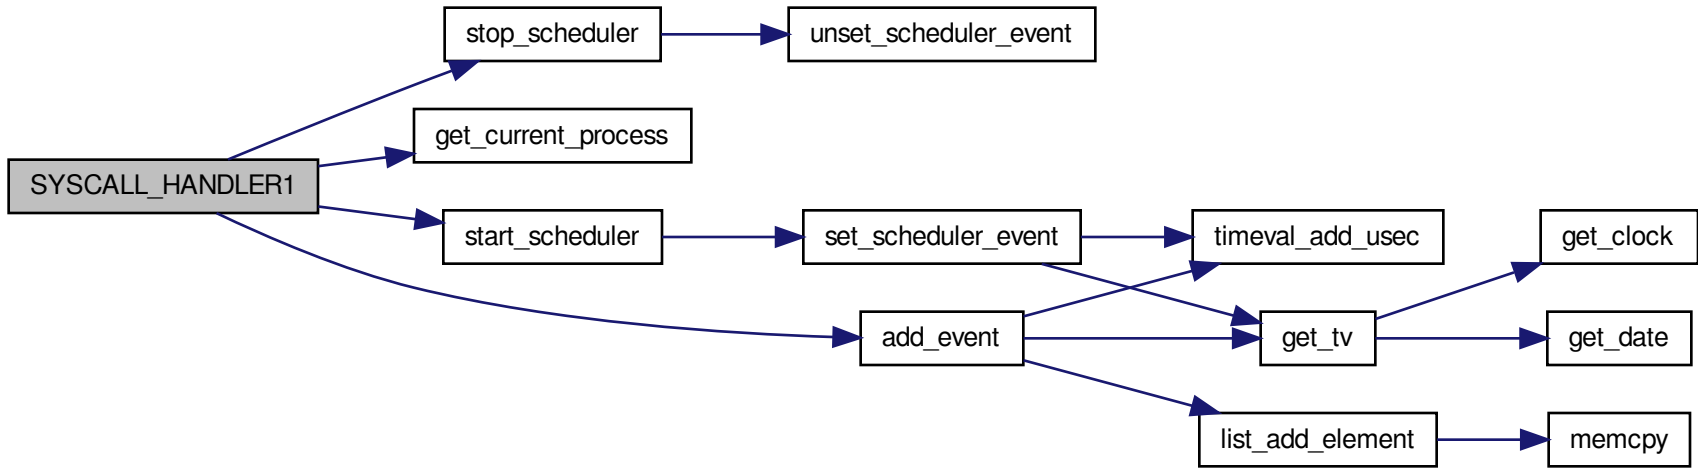 stop_scheduler
unset_scheduler_event
get_current_process
SYSCALL_HANDLER1
start_scheduler
set_scheduler_event
timeval_add_usec
get_clock
add_event
get_tv
get_date
list_add_element
memcpy